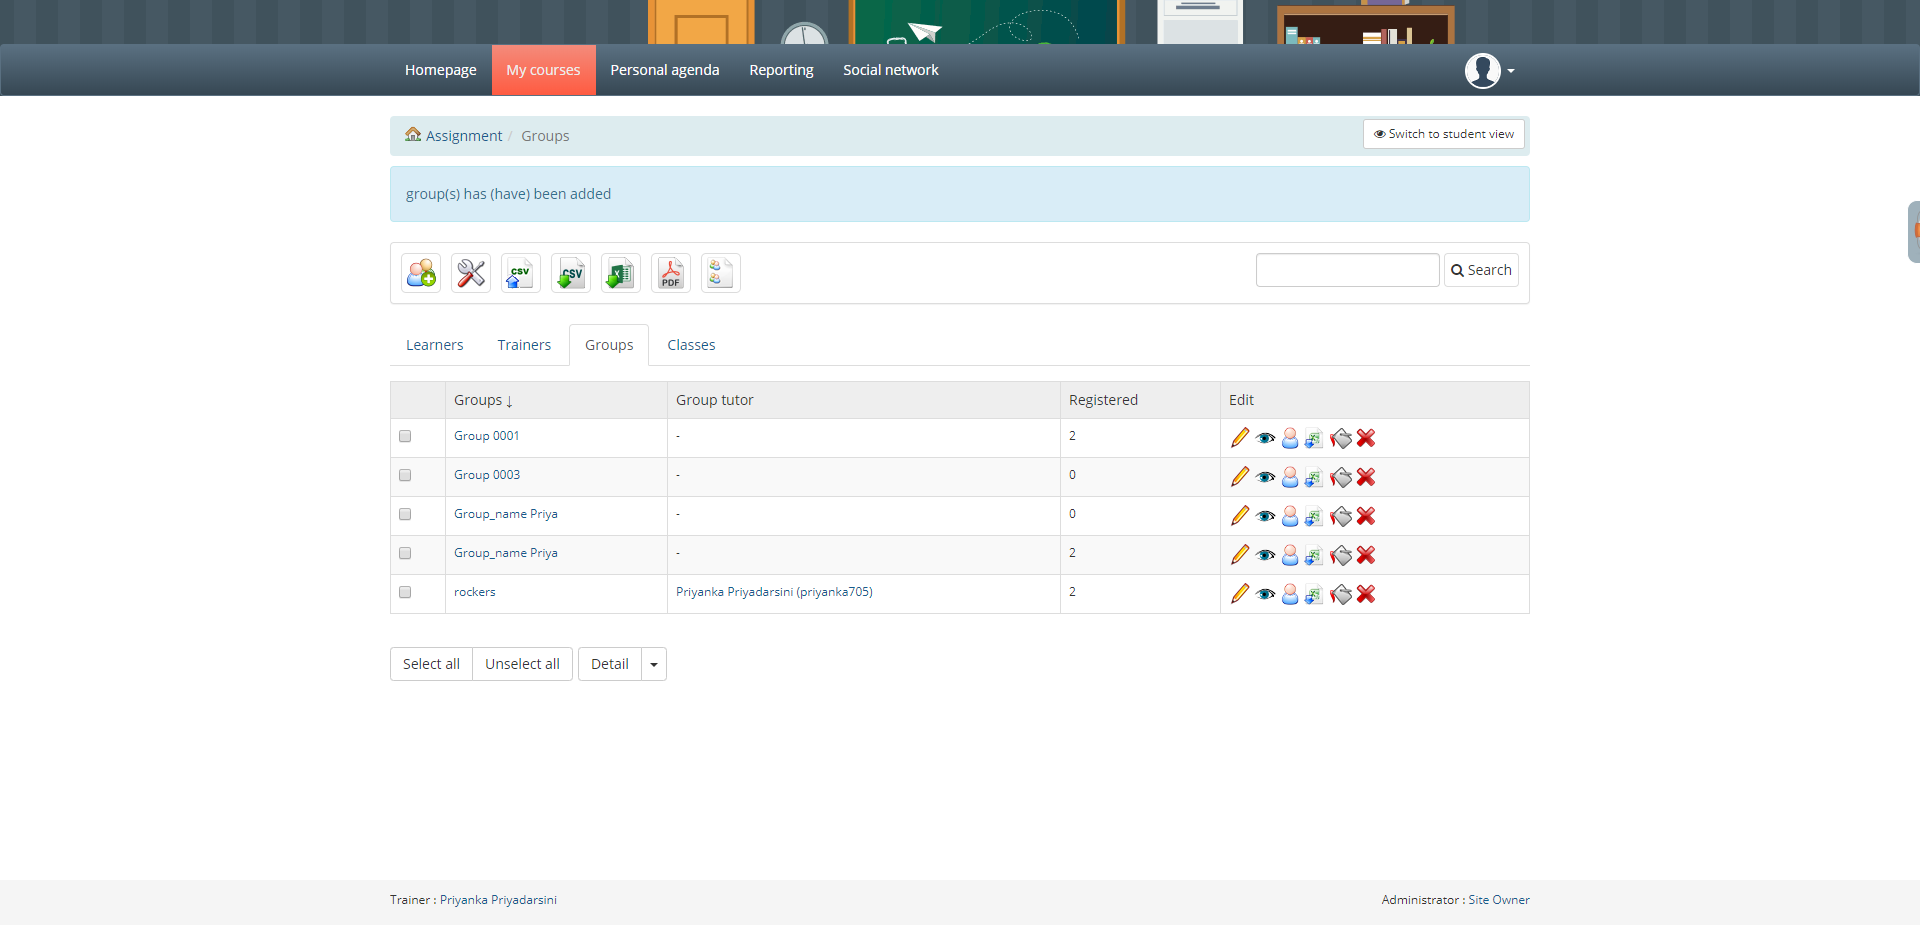 Homepage My courses Personal agenda Reporting Social network
Assignment / Groups Switch to student view
group(s) has (have) been added
CSV CSV PDF Search
Learners Trainers Groups Classes
Groups ↓ Group tutor Registered Edit
Group 0001 - 2
Group 0003 - 0
Group_name Priya - 0
Group_name Priya - 2
rockers Priyanka Priyadarsini (priyanka705) 2
Select all Unselect all Detail
Trainer : Priyanka Priyadarsini Administrator : Site Owner